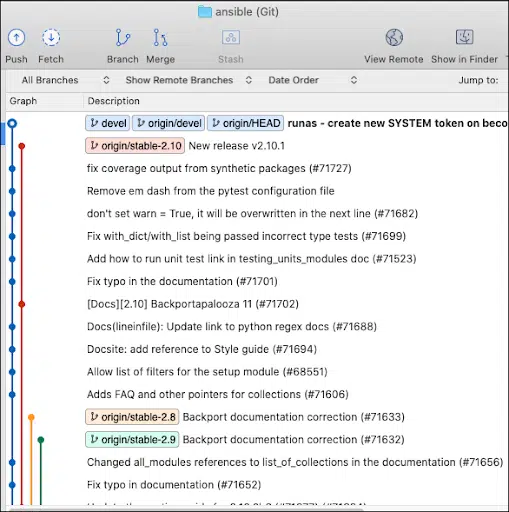 ansible (Git)
Push Fetch Branch Merge Stash View Remote Show in Finder
All Branches Show Remote Branches Date Order Jump to:
Graph Description
devel origin/devel origin/HEAD runas - create new SYSTEM token on beco
origin/stable-2.10 New release v2.10.1
fix coverage output from synthetic packages (#71727)
Remove em dash from the pytest configuration file
don't set warn = True, it will be overwritten in the next line (#71682)
Fix with_dict/with_list being passed incorrect type tests (#71699)
Add how to run unit test link in testing_units_modules doc (#71523)
Fix typo in the documentation (#71701)
[Docs][2.10] Backportapalooza 11 (#71702)
Docs(lineinfile): Update link to python regex docs (#71688)
Docsite: add reference to Style guide (#71694)
Allow list of filters for the setup module (#68551)
Adds FAQ and other pointers for collections (#71606)
origin/stable-2.8 Backport documentation correction (#71633)
origin/stable-2.9 Backport documentation correction (#71632)
Changed all_modules references to list_of_collections in the documentation (#71656)
Fix typo in documentation (#71652)